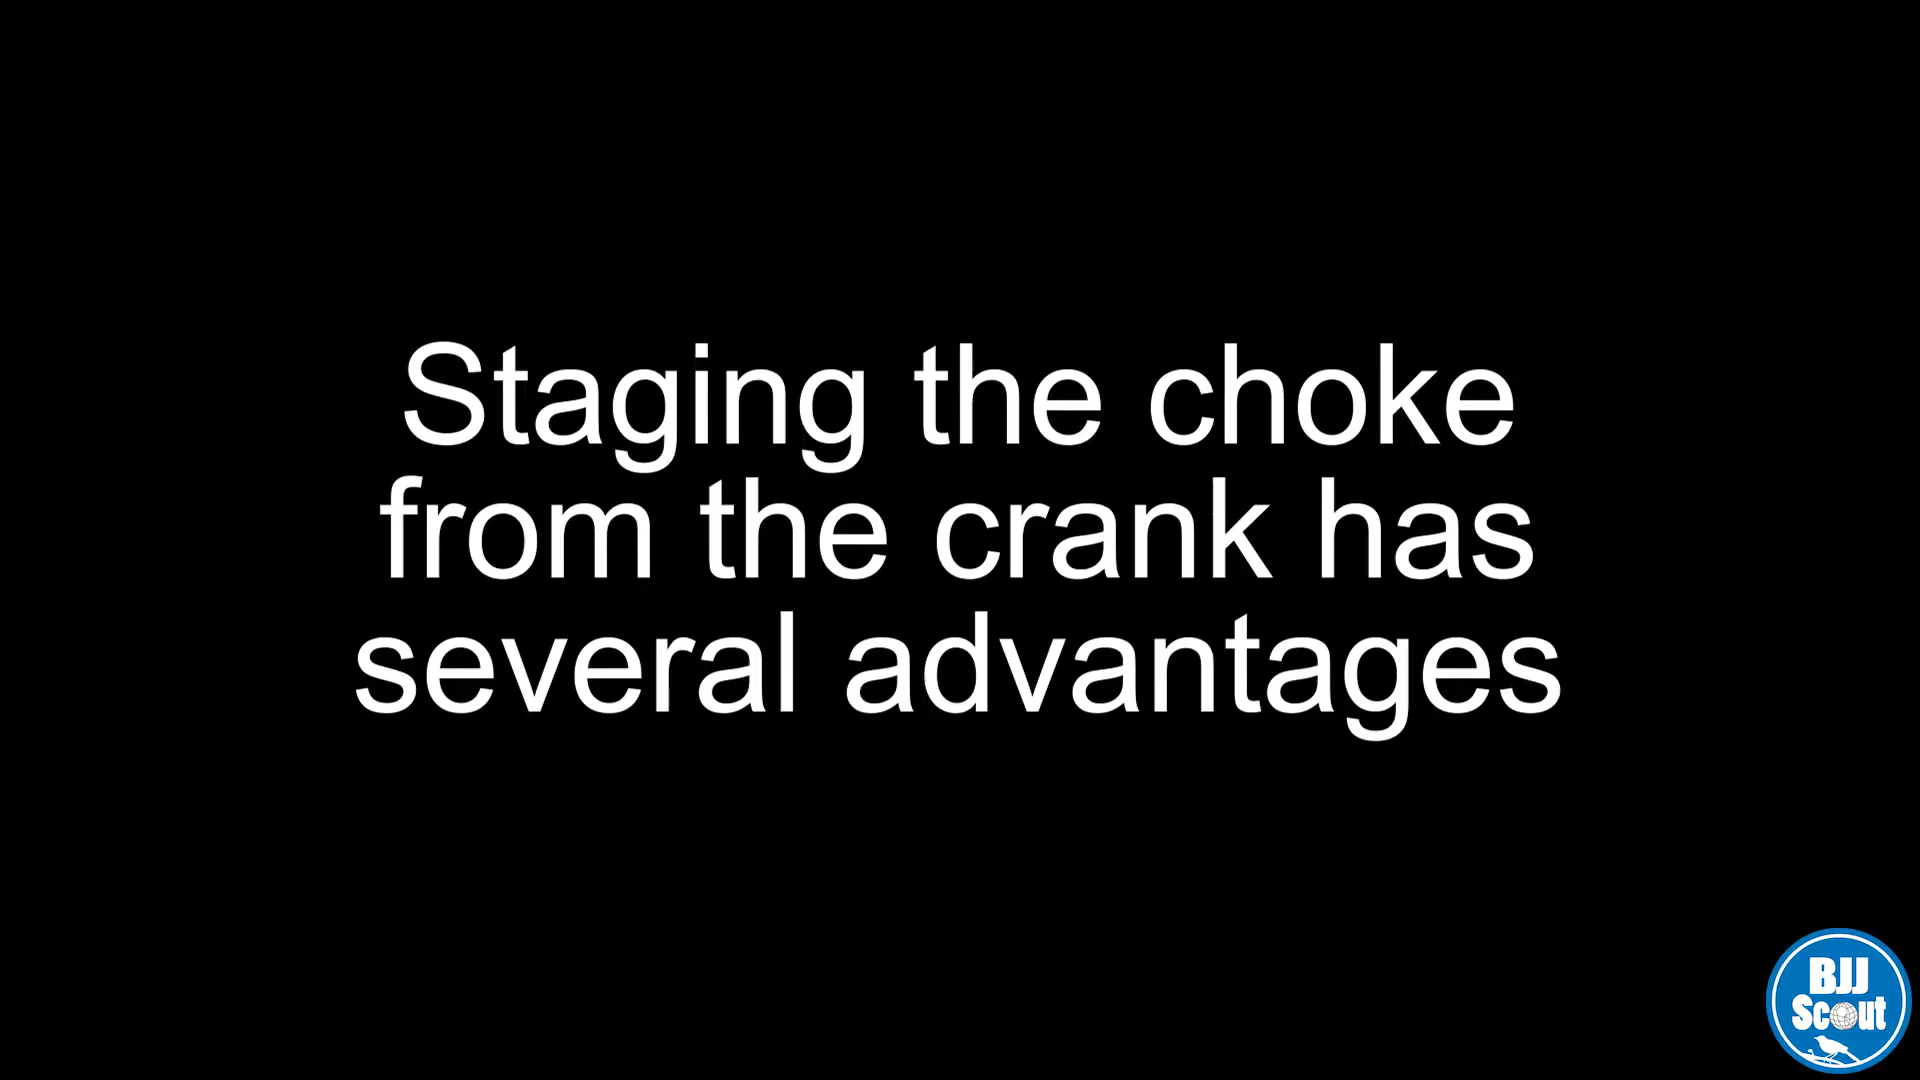 Staging the choke
from the crank has
several advantages
BJJ
Scout